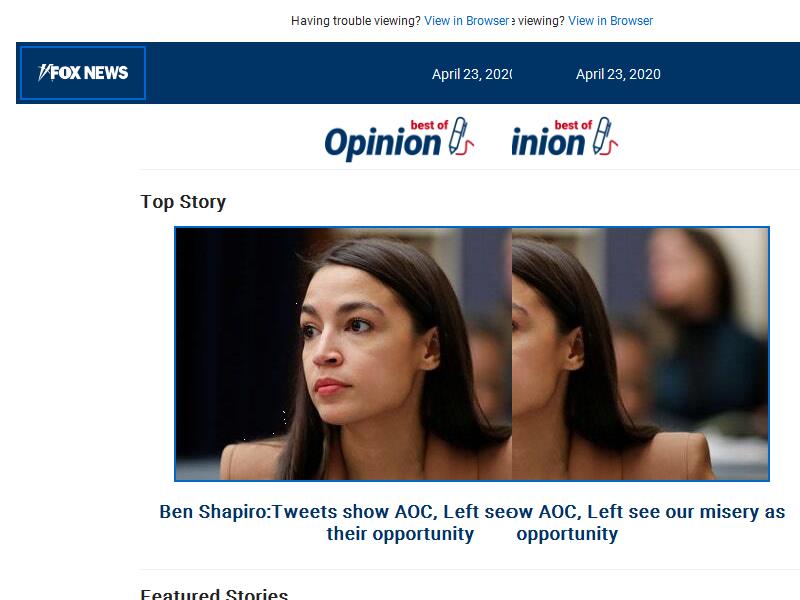 Having trouble viewing? View in Browser e viewing? View in Browser
FOX NEWS
April 23, 202 April 23, 2020
best of best of
Opinion inion
Top Story
Ben Shapiro:Tweets show AOC, Left see ow AOC, Left see our misery as
their opportunity opportunity
Featured Stories